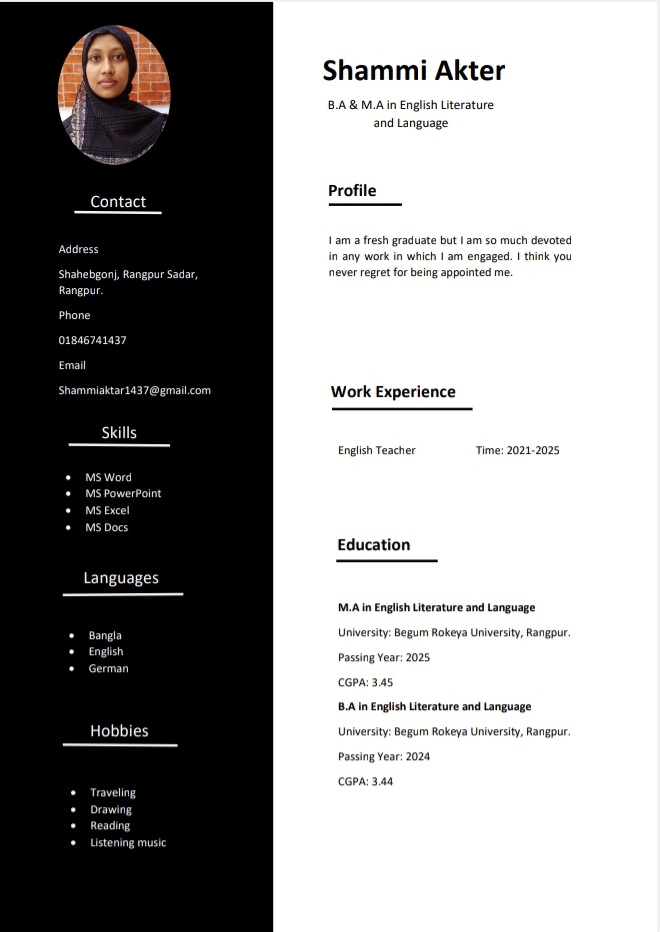 Shammi Akter
B.A & M.A in English Literature
and Language
Contact
Address
Shahebgonj, Rangpur Sadar,
Rangpur.
Phone
01846741437
Email
Shammiaktar1437@gmail.com
Skills
MS Word
MS PowerPoint
MS Excel
MS Docs
Languages
Bangla
English
German
Hobbies
Traveling
Drawing
Reading
Listening music
Profile
I am a fresh graduate but I am so much devoted
in any work in which I am engaged. I think you
never regret for being appointed me.
Work Experience
English Teacher Time: 2021-2025
Education
M.A in English Literature and Language
University: Begum Rokeya University, Rangpur.
Passing Year: 2025
CGPA: 3.45
B.A in English Literature and Language
University: Begum Rokeya University, Rangpur.
Passing Year: 2024
CGPA: 3.44